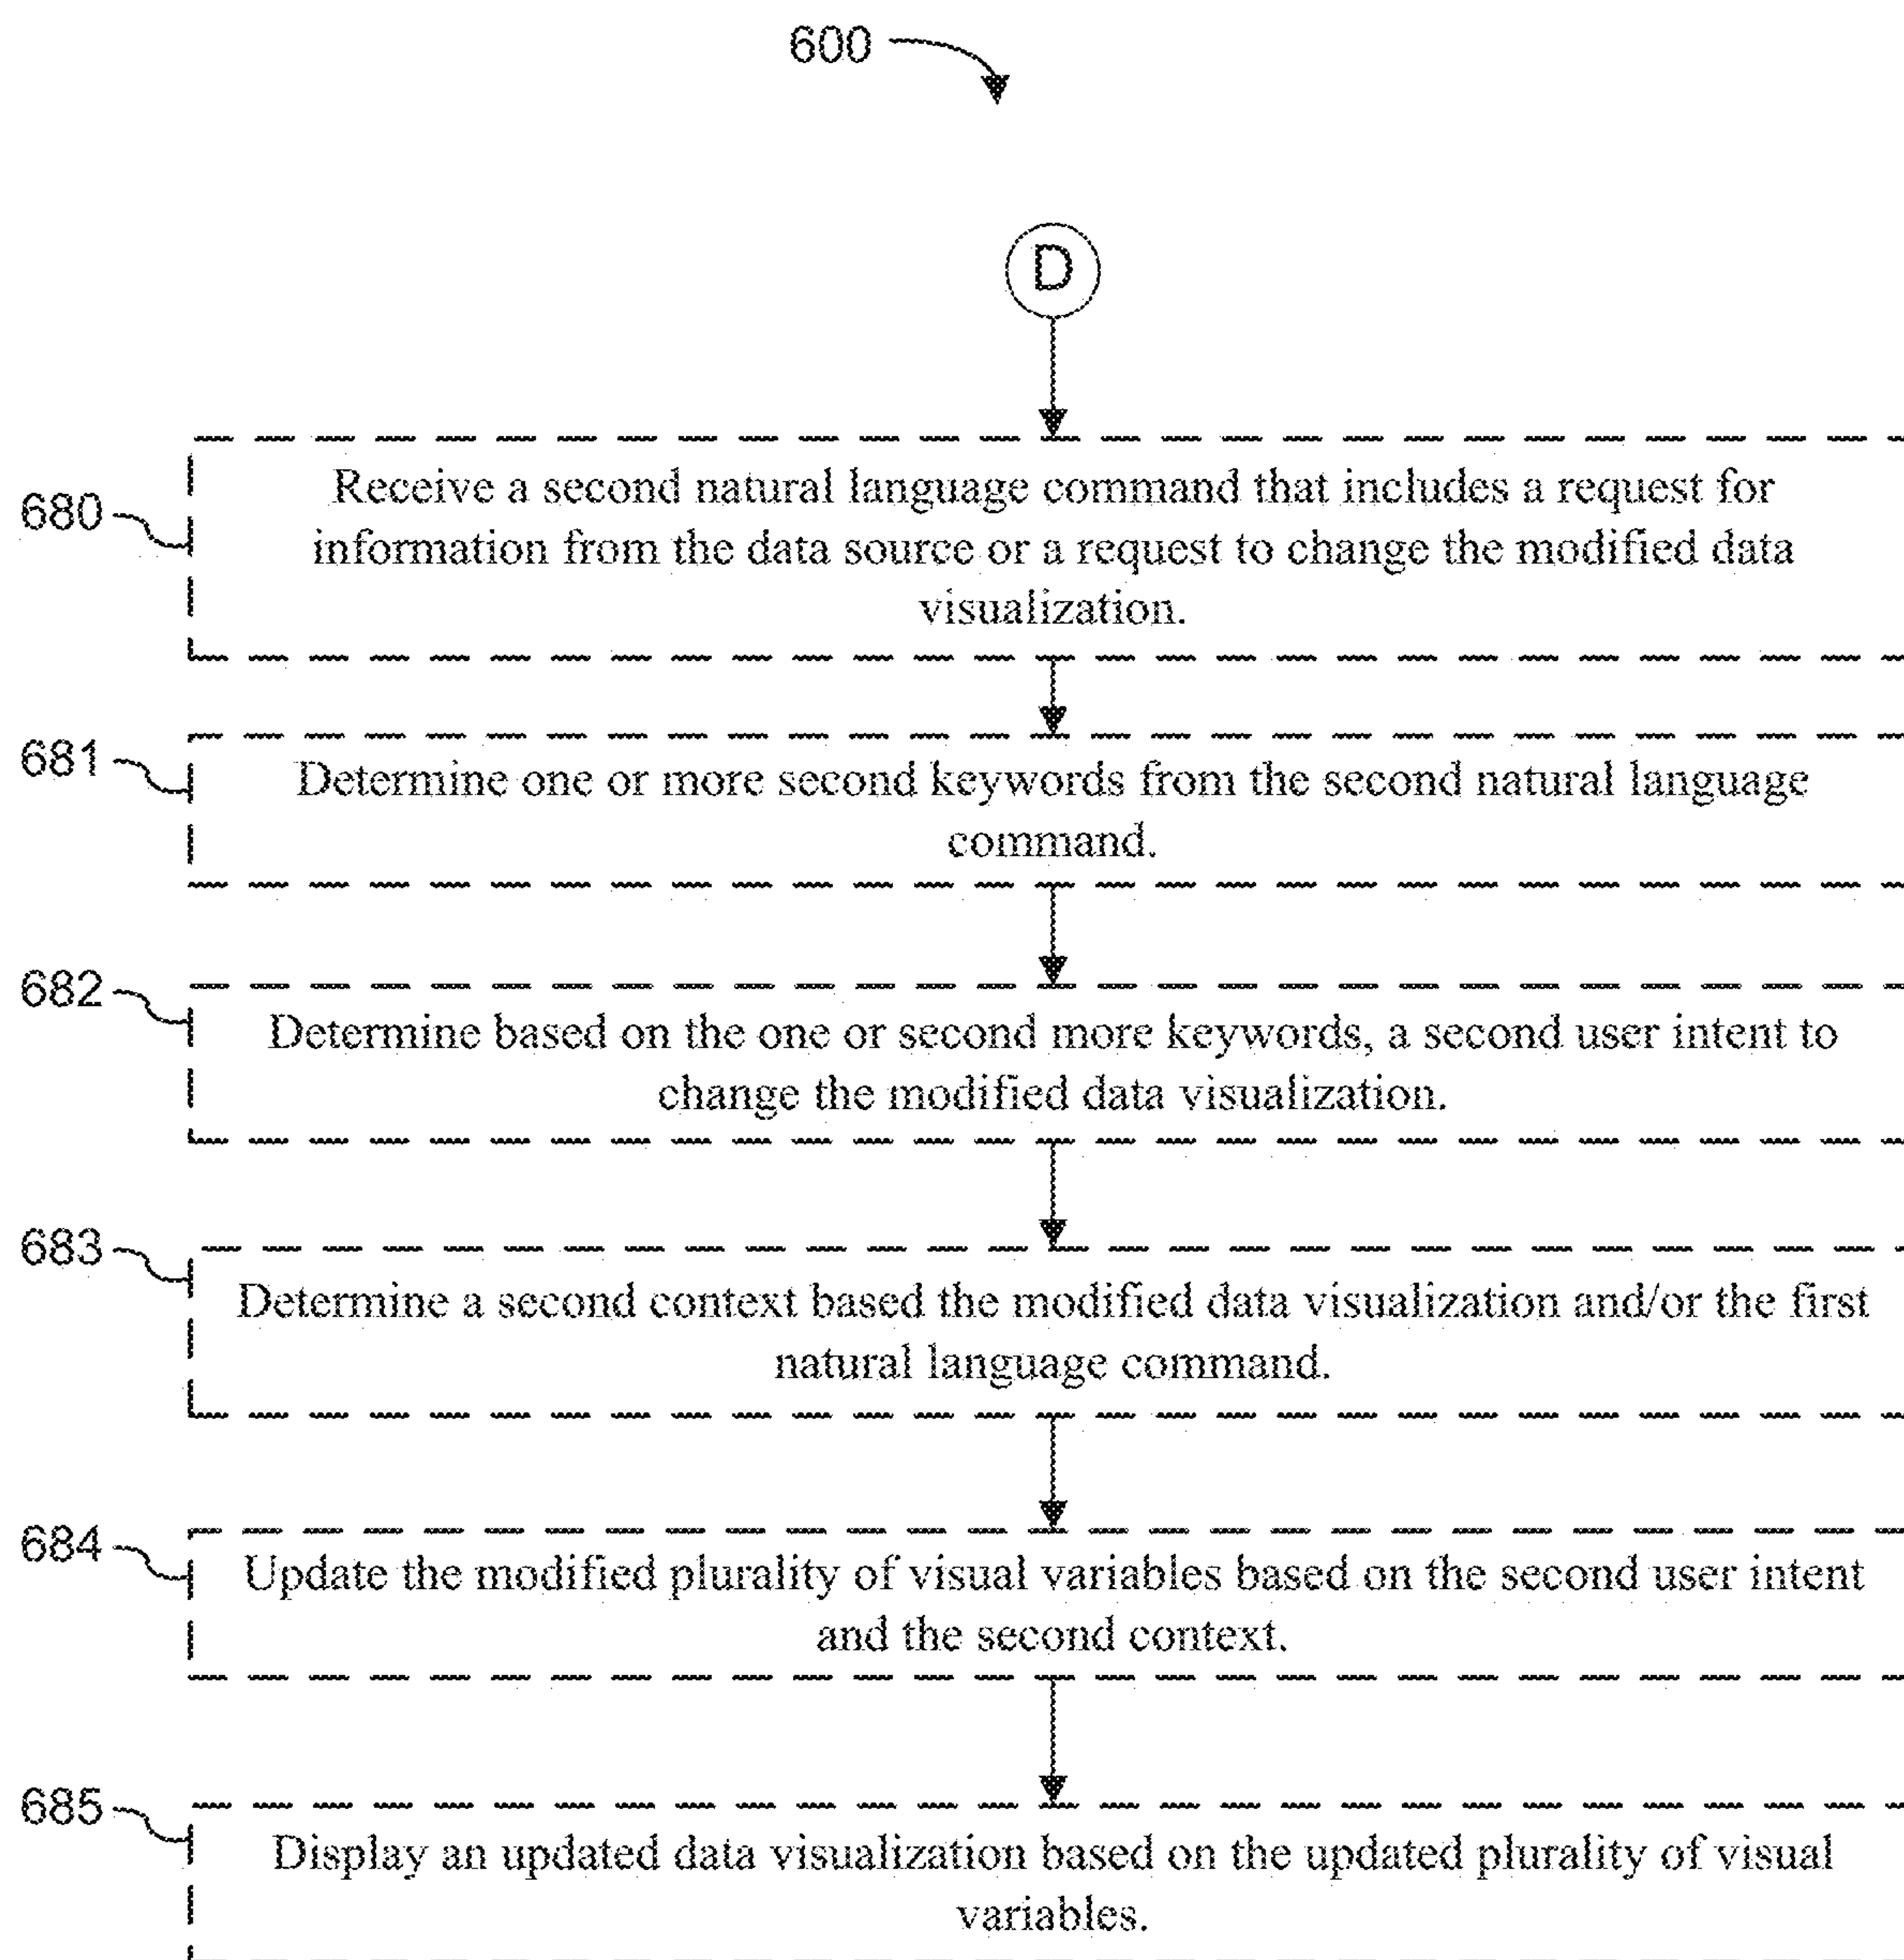 600
D
680
Receive a second natural language command that includes a request for
information from the data source or a request to change the modified data
visualization.
681
Determine one or more second keywords from the second natural language
command.
682
Determine based on the one or second more keywords, a second user intent to
change the modified data visualization.
683
Determine a second context based the modified data visualization and/or the first
natural language command.
684
Update the modified plurality of visual variables based on the second user intent
and the second context.
685
Display an updated data visualization based on the updated plurality of visual
variables.